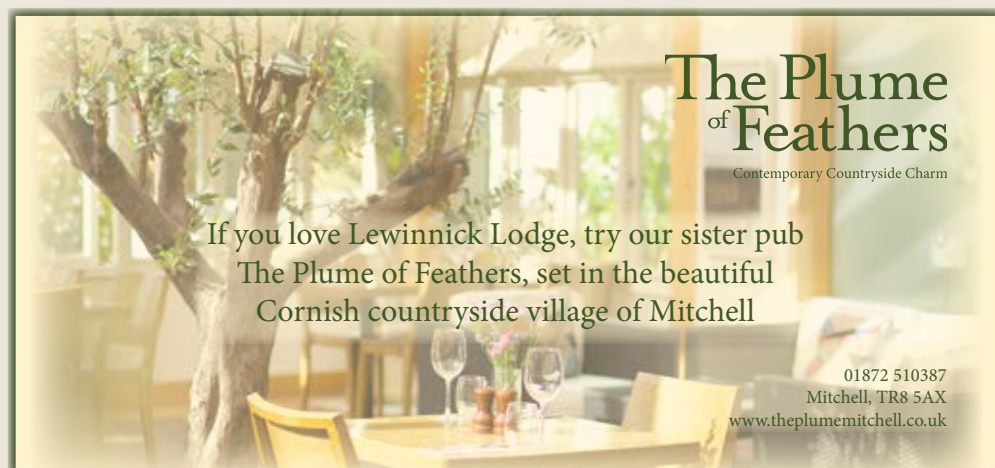 The Plume
of Feathers
Contemporary Countryside Charm
If you love Lewinnick Lodge, try our sister pub
The Plume of Feathers, set in the beautiful
Cornish countryside village of Mitchell
01872 510387
Mitchell, TR8 5AX
www.theplumemitchell.co.uk